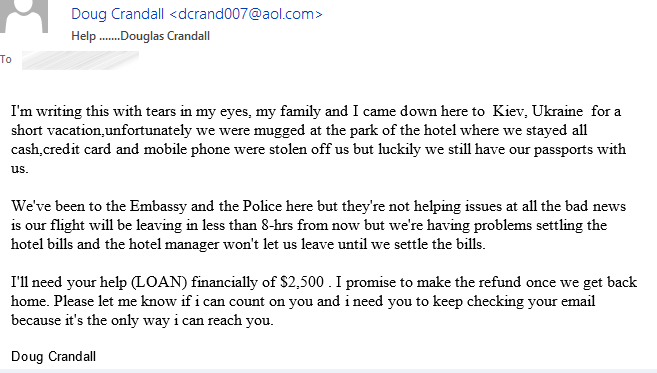 Doug Crandall <dcrand007@aol.com>
Help .......Douglas Crandall
To
I'm writing this with tears in my eyes, my family and I came down here to  Kiev, Ukraine  for a
short vacation,unfortunately we were mugged at the park of the hotel where we stayed all
cash,credit card and mobile phone were stolen off us but luckily we still have our passports with
us.
We've been to the Embassy and the Police here but they're not helping issues at all the bad news
is our flight will be leaving in less than 8-hrs from now but we're having problems settling the
hotel bills and the hotel manager won't let us leave until we settle the bills.
I'll need your help (LOAN) financially of $2,500 . I promise to make the refund once we get back
home. Please let me know if i can count on you and i need you to keep checking your email
because it's the only way i can reach you.
Doug Crandall